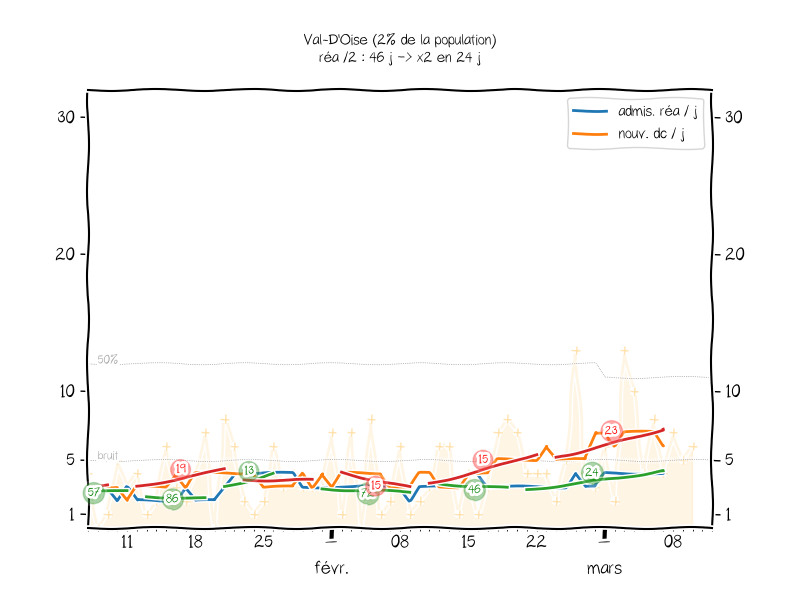 Val-D'Oise (2% de la population)
réa /2 : 46 j -> x2 en 24 j
admis. réa / j
nouv. dc / j
30 30
20 20
50%
10 10
bruit
5 5
1 1
57 86 19 13 15 15 46 24 23
11 18 25 1 08 15 22 1 08
févr. mars